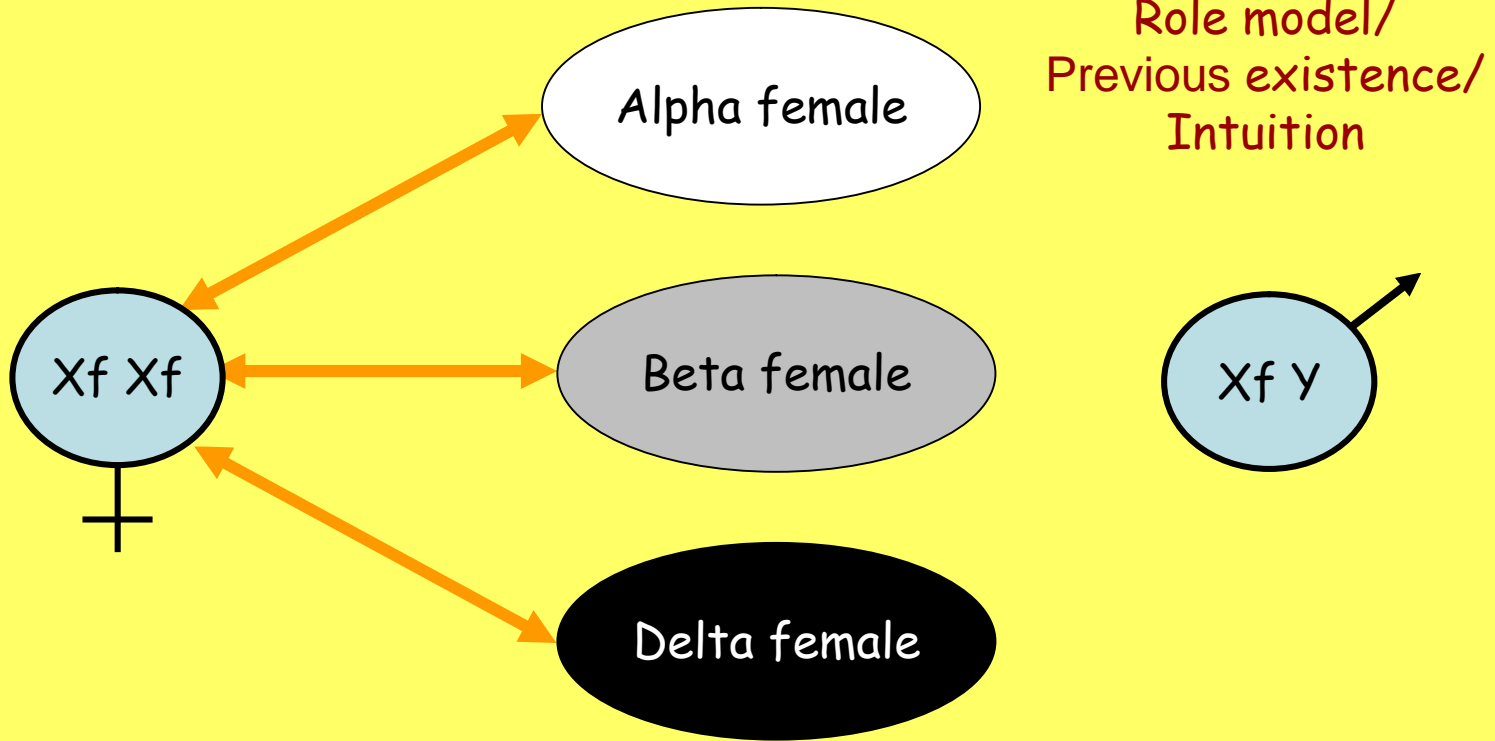 Role model/
Previous existence/
Intuition
Alpha female
Xf Xf
Beta female
Xf Y
Delta female